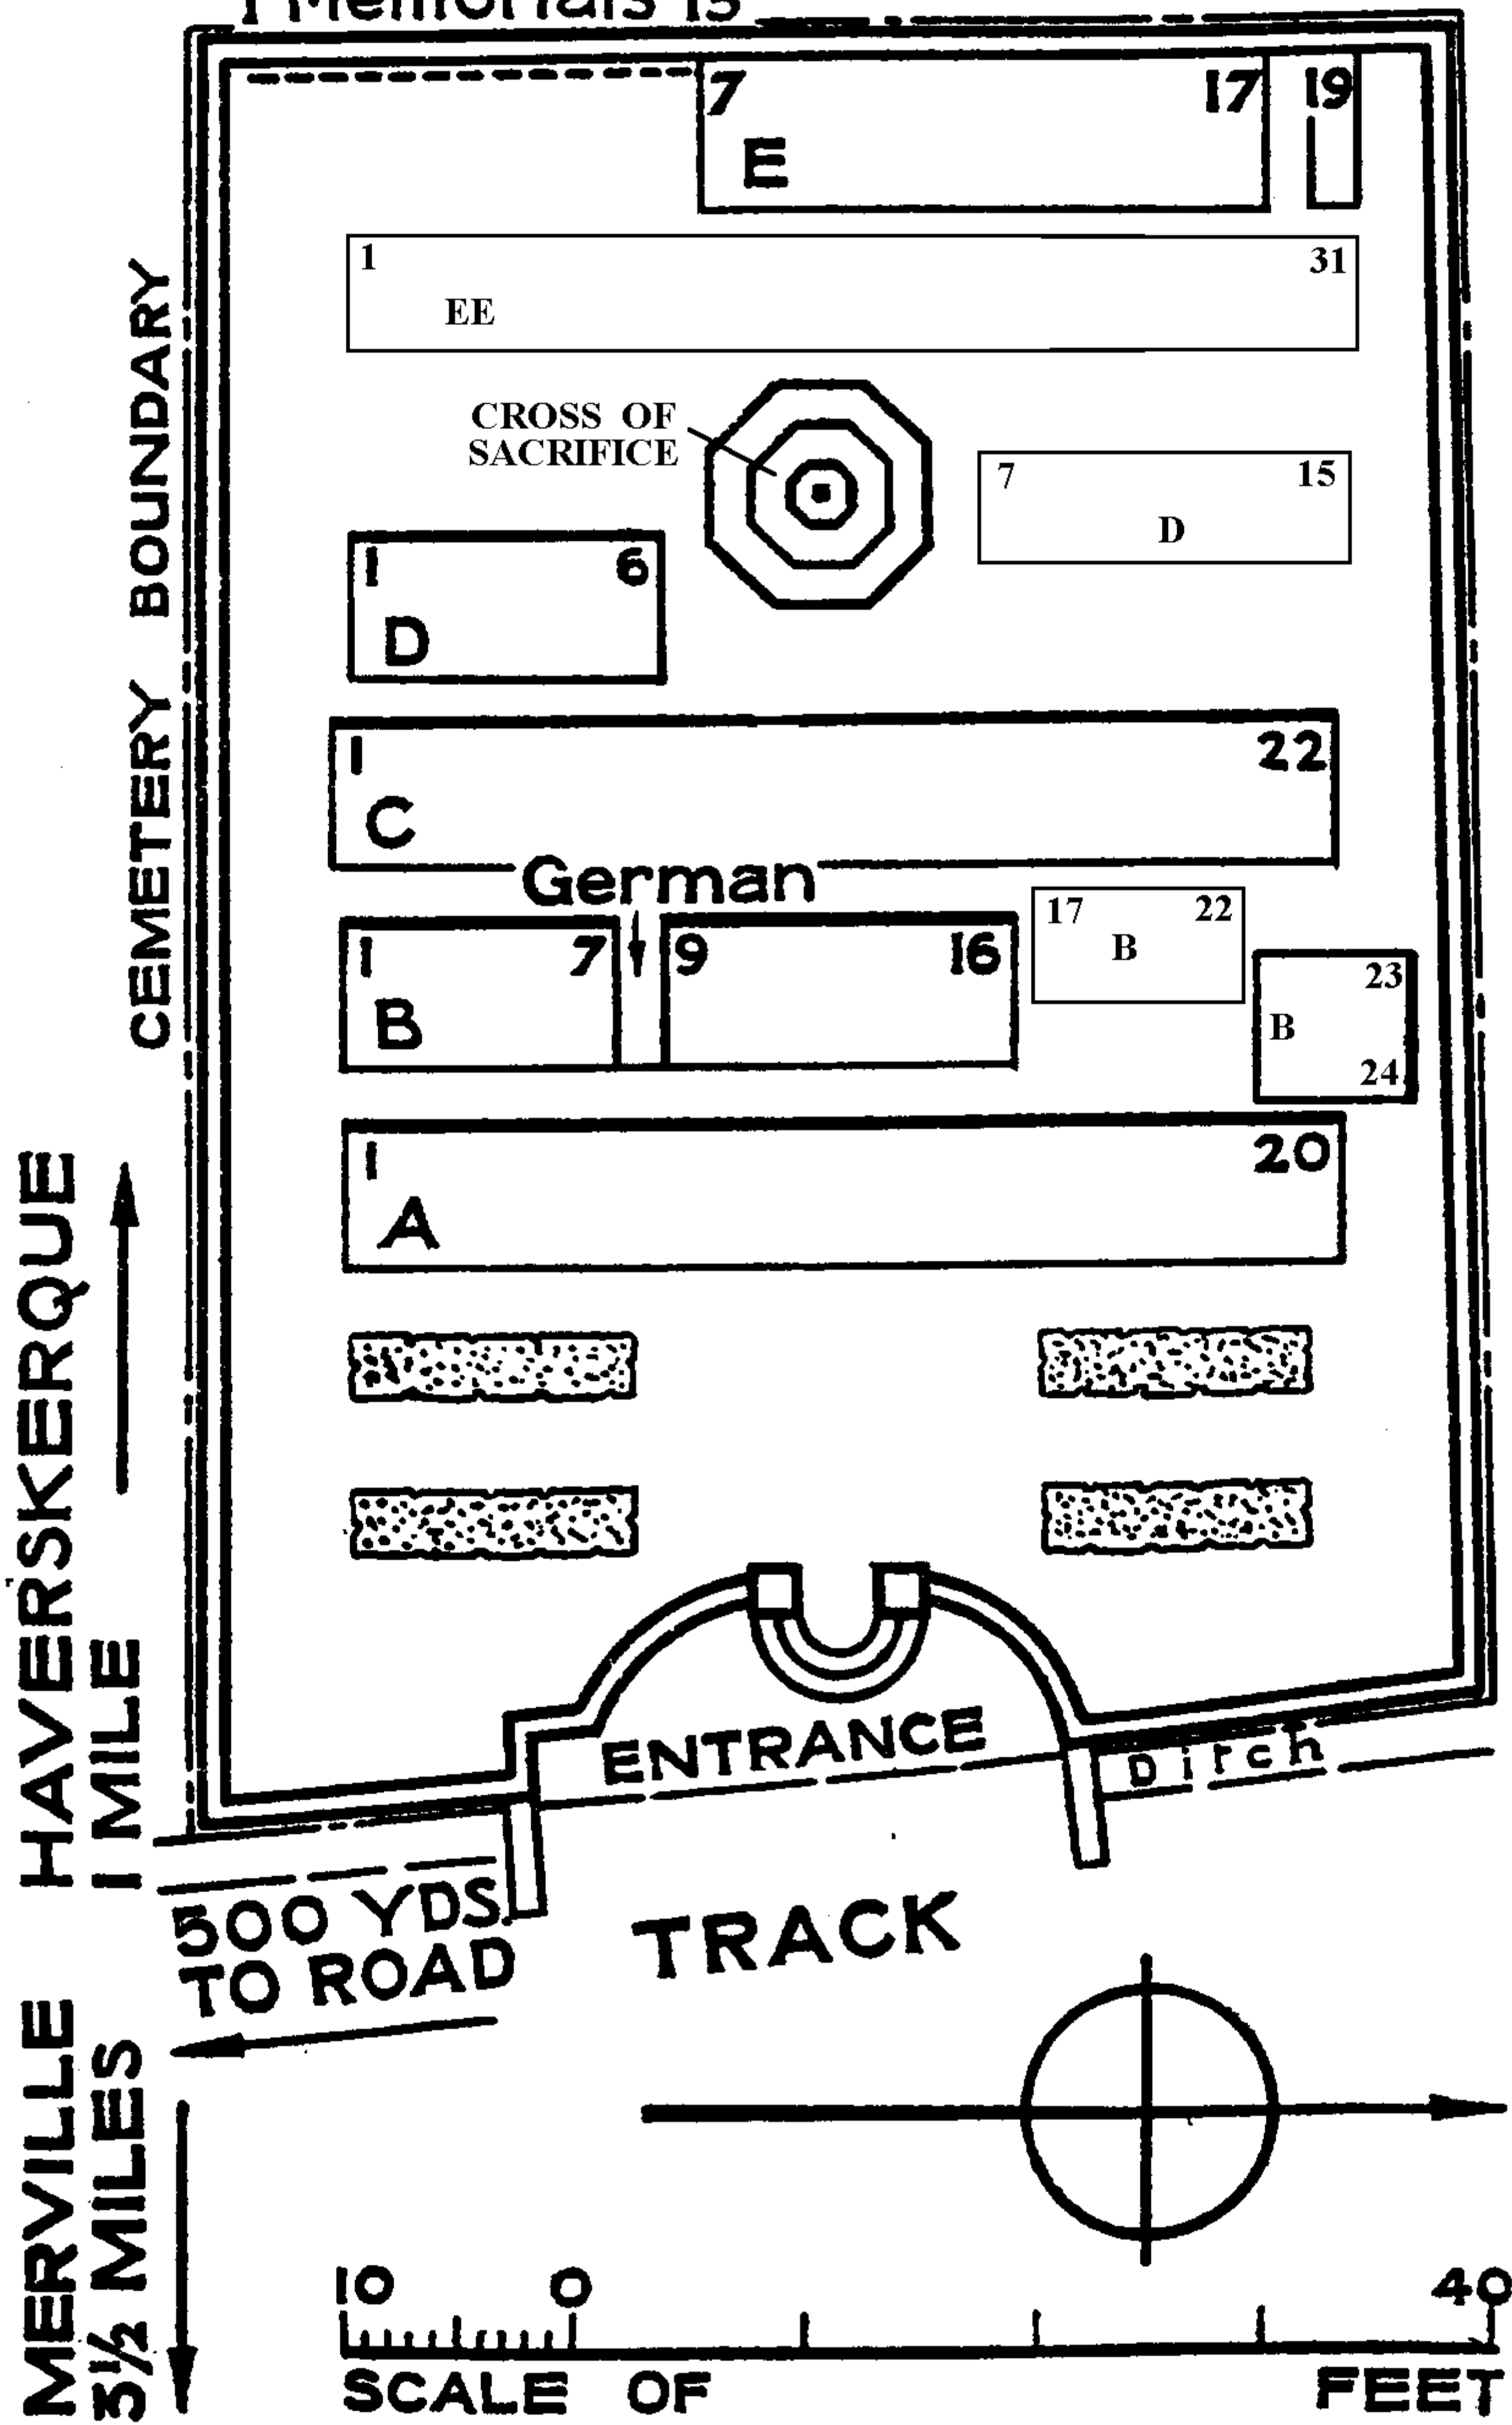 1 Memorials 13
7 17 19
E
1 31
EE
CROSS OF
SACRIFICE
7 15
D
1 6
D
1 22
C
German
1 7 9 16
B
17 22
B
23
B
24
1 20
A
CEMETERY BOUNDARY
HAVERSKERQUE
1 MILE
ENTRANCE
Ditch
500 YDS.
TO ROAD
TRACK
MERVILLE
3½ MILES
10 0 40
SCALE OF FEET